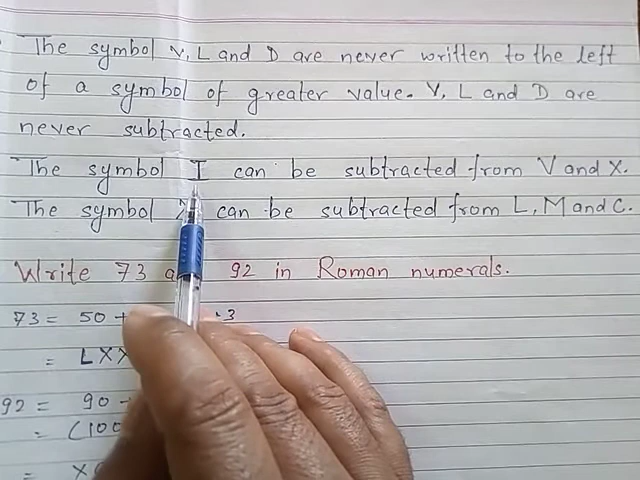 The symbol V, L and D are never written to the left
of a symbol of greater value. V, L and D are
never subtracted.
The symbol I can be subtracted from V and X.
The symbol X can be subtracted from L, M and C.
Write 73 a 92 in Roman numerals.
73 = 50 + 3
= LXX
92 = 90
= (100
= X